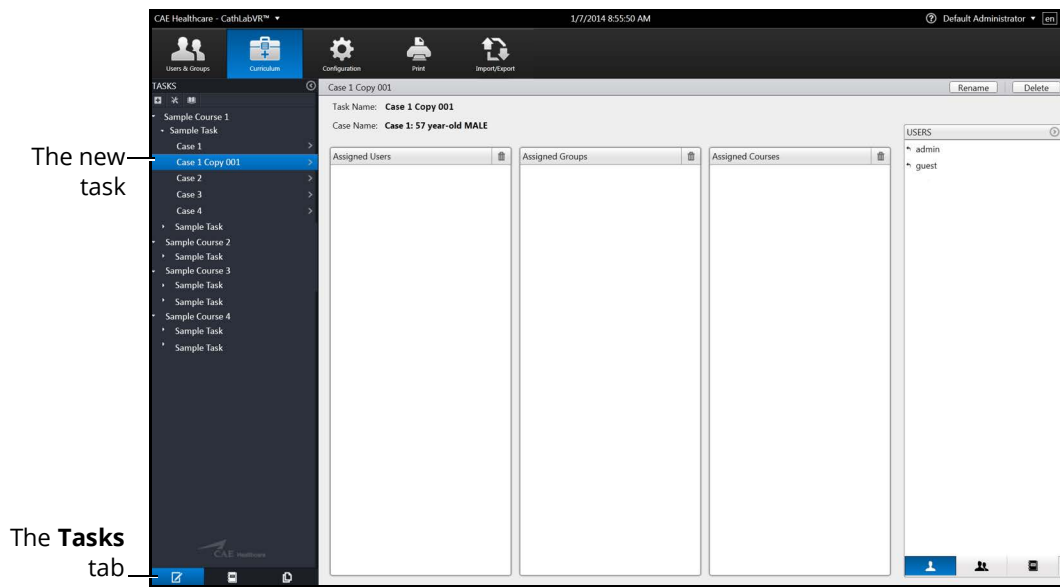 CAE Healthcare - CathLabVR™
1/7/2014 8:55:50 AM
Default Administrator
en
Users & Groups
Curriculum
Configuration
Print
Import/Export
TASKS
Sample Course 1
Sample Task
Case 1
Case 1 Copy 001
Case 2
Case 3
Case 4
Sample Task
Sample Course 2
Sample Task
Sample Course 3
Sample Task
Sample Task
Sample Course 4
Sample Task
Sample Task
CAE Healthcare
Case 1 Copy 001
Rename
Delete
Task Name: Case 1 Copy 001
Case Name: Case 1: 57 year-old MALE
Assigned Users
Assigned Groups
Assigned Courses
USERS
admin
guest
The new
task
The Tasks
tab